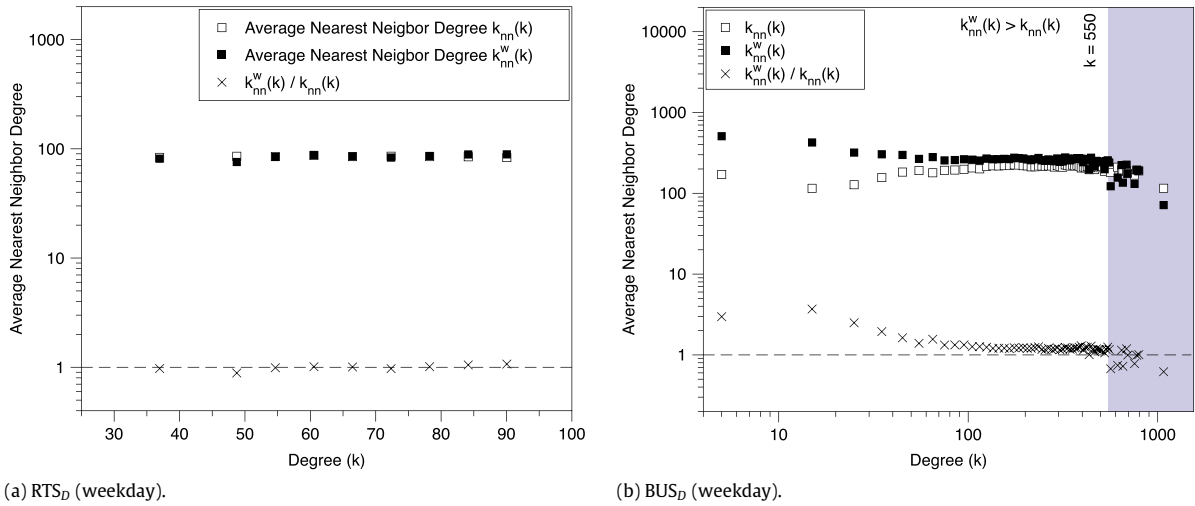 Average Nearest Neigbor Degree k_nn(k)
Average Nearest Neigbor Degree k^w_nn(k)
k^w_nn(k) / k_nn(k)
1000
100
10
1
Average Nearest Neighbor Degree
30 40 50 60 70 80 90 100
Degree (k)
(a) RTS_D (weekday).
k_nn(k)
k^w_nn(k)
k^w_nn(k) / k_nn(k)
k^w_nn(k) > k_nn(k)
k = 550
10000
1000
100
10
1
Average Nearest Neighbor Degree
10 100 1000
Degree (k)
(b) BUS_D (weekday).